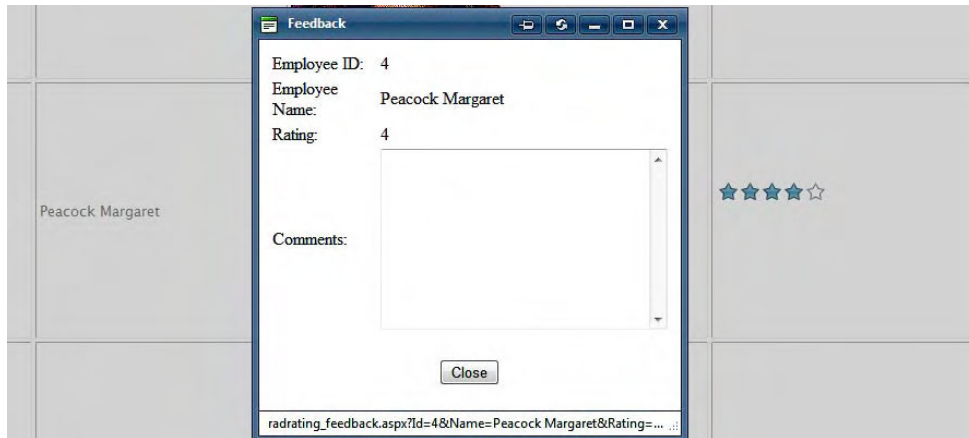 Feedback
Employee ID: 4
Employee
Name:
Peacock Margaret
Rating: 4
Peacock Margaret
Comments:
Close
radrating_feedback.aspx?Id=4&Name=Peacock Margaret&Rating=...